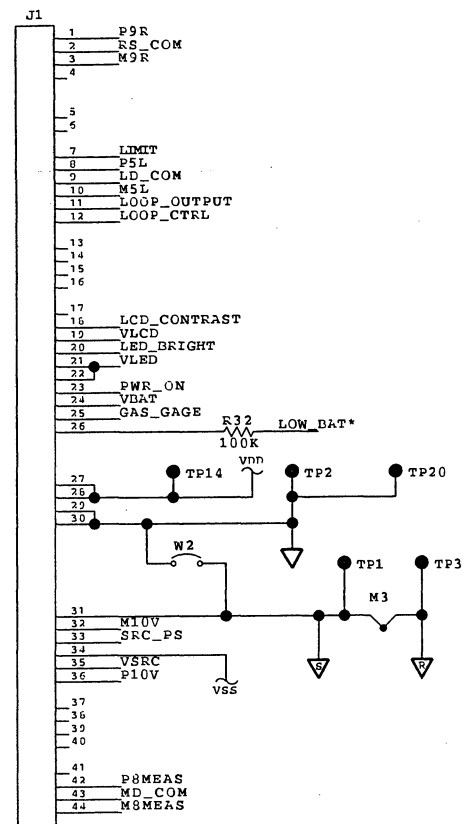 J1
1 P9R
2 RS_COM
3 M9R
4
5
6
7 LIMIT
8 P5L
9 LD_COM
10 M5L
11 LOOP_OUTPUT
12 LOOP_CTRL
13
14
15
16
17
18 LCD_CONTRAST
19 VLCD
20 LED_BRIGHT
21 VLED
22
23 PWR_ON
24 VBAT
25 GAS_GAGE
26 R32 LOW_BAT*
100K
VDD
27 TP14 TP2 TP20
28
29
30
W2
TP1 TP3
M3
31
32 M10V
33 SRC_PS
34
35 VSRC
36 P10V
S R
VSS
37
38
39
40
41
42 P8MEAS
43 MD_COM
44 M8MEAS